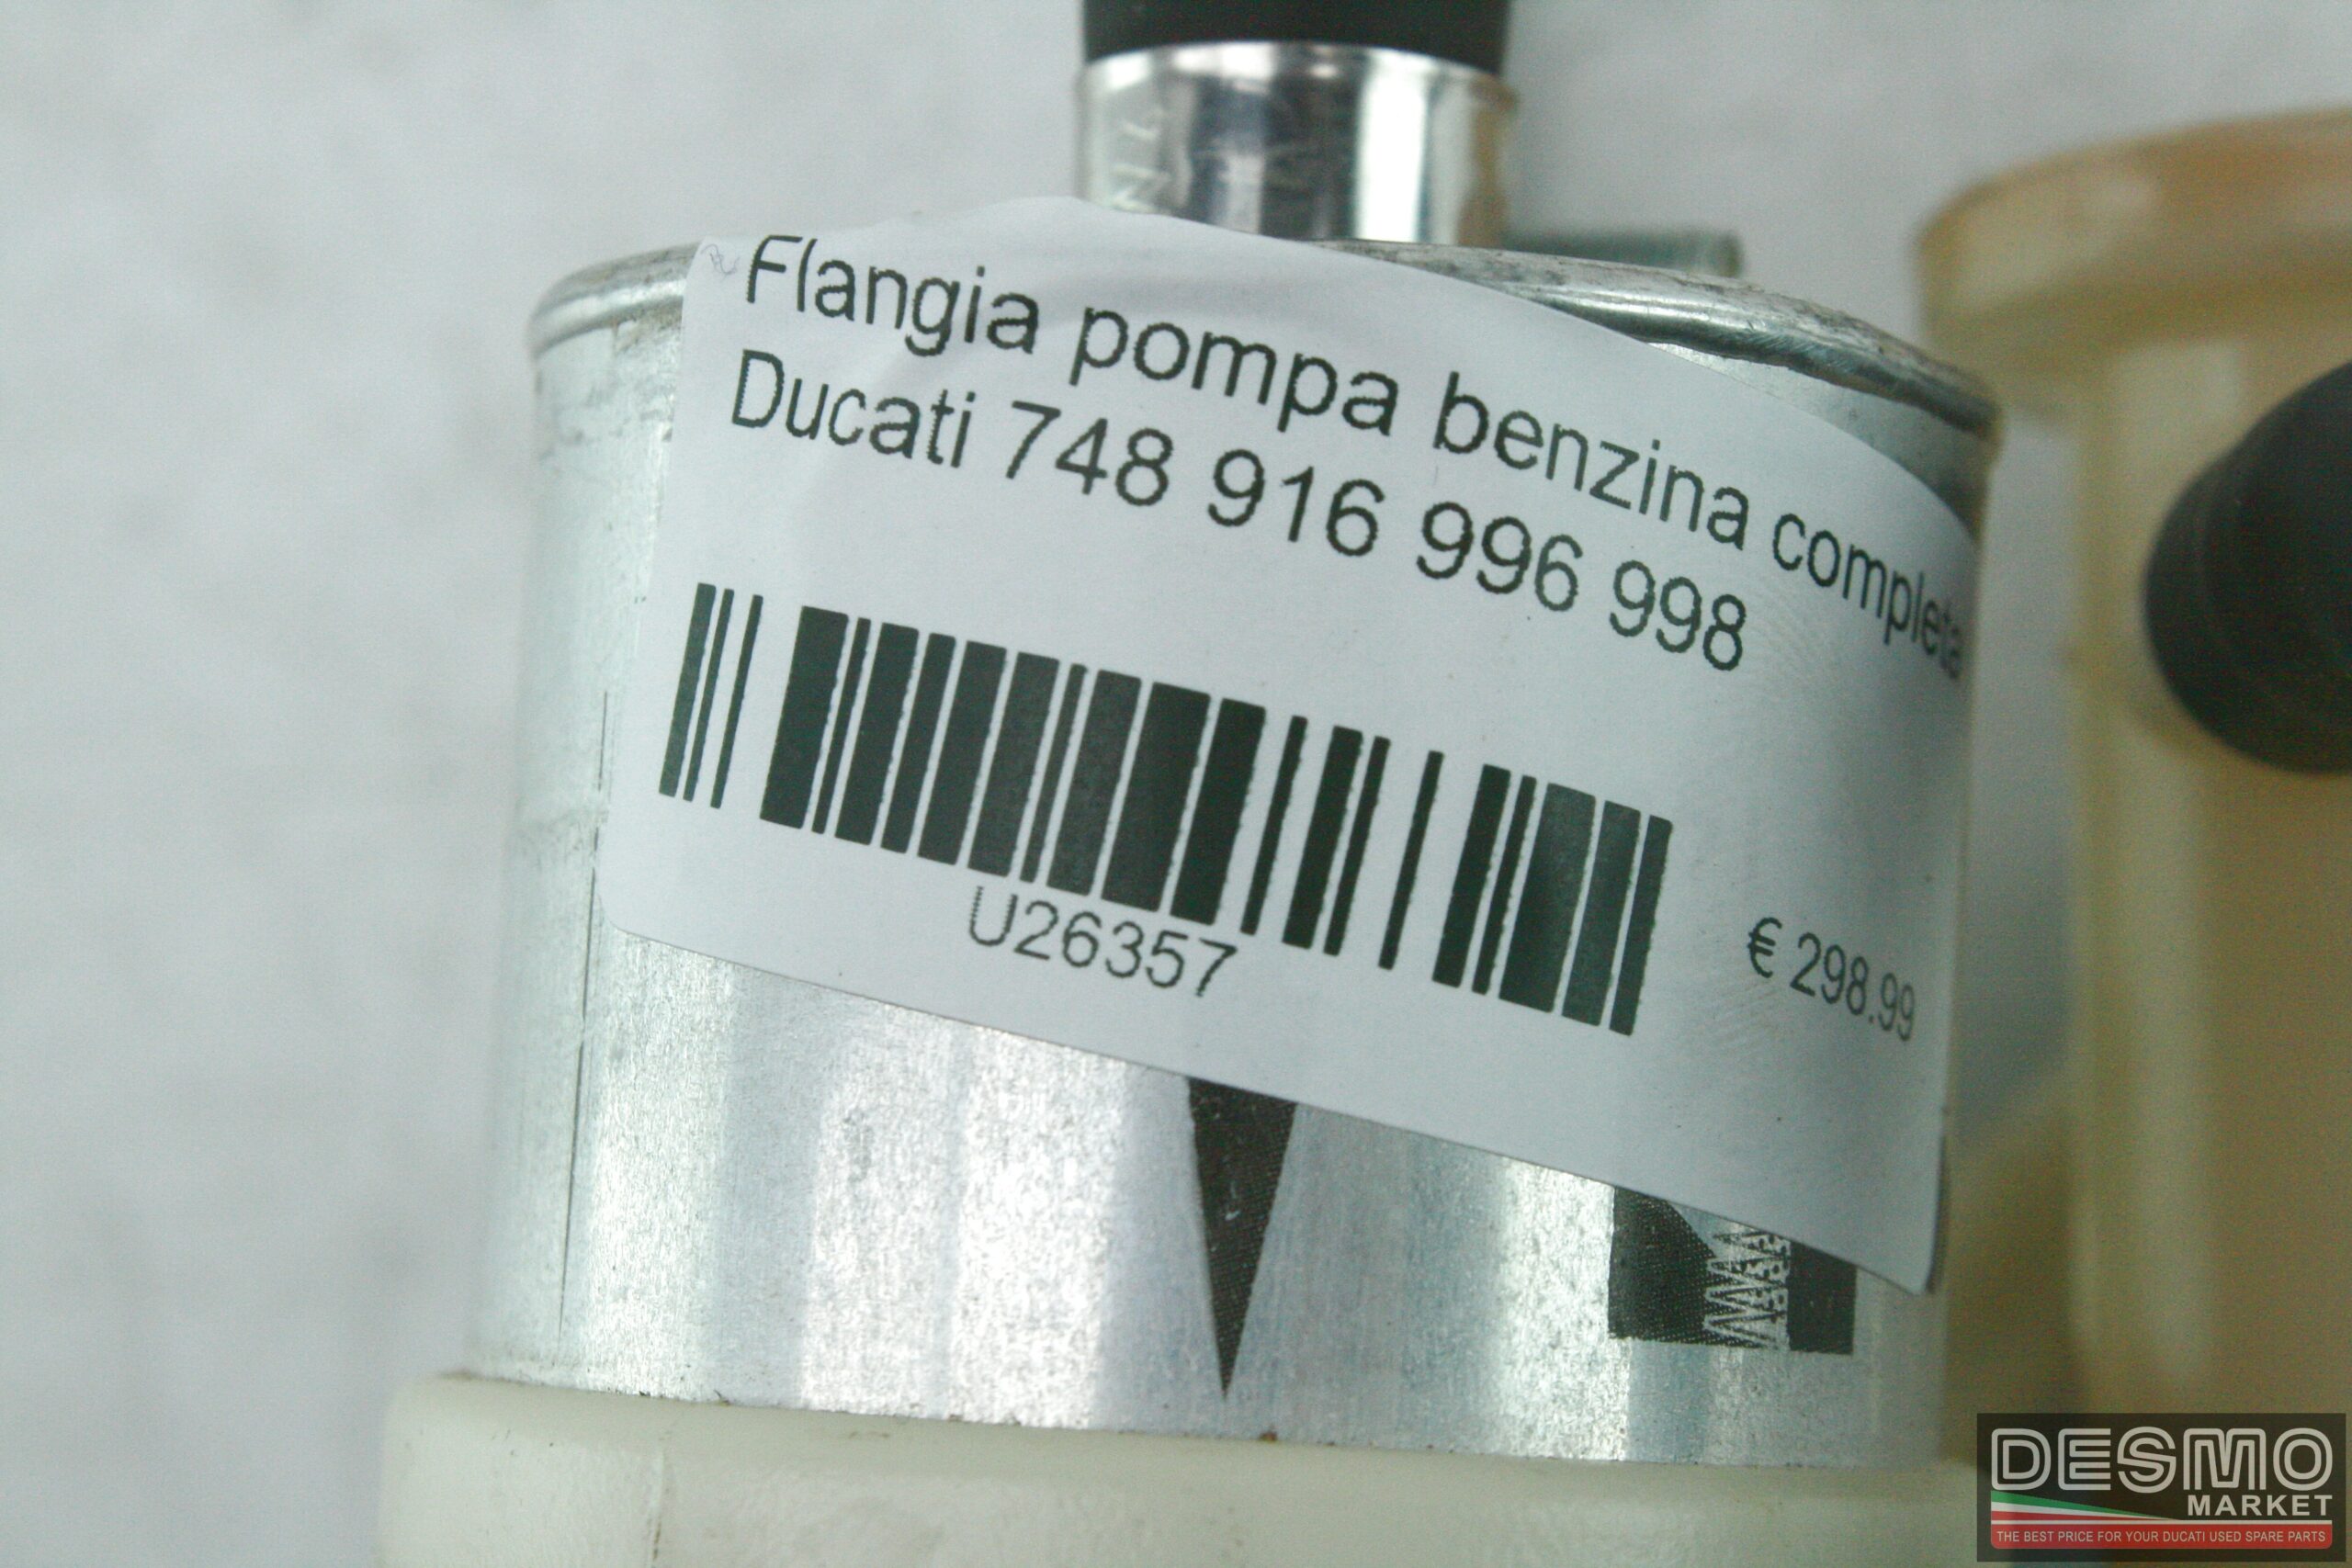 Flangia pompa benzina completa
Ducati 748 916 996 998
U26357
€ 298.99
DESMO
MARKET
THE BEST PRICE FOR YOUR DUCATI USED SPARE PARTS